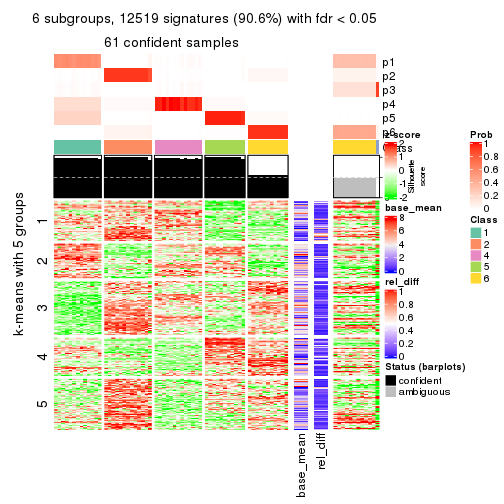 6 subgroups, 12519 signatures (90.6%) with fdr < 0.05
61 confident samples
p1
p2
p3
p4
p5
p6
Class
Silhouette
score
k-means with 5 groups
1
2
3
4
5
base_mean
rel_diff
z-score
2
1
0
-1
-2
base_mean
8
6
4
2
0
rel_diff
1
0.8
0.6
0.4
0.2
0
Status (barplots)
confident
ambiguous
Prob
1
0.8
0.6
0.4
0.2
0
Class
1
2
4
5
6